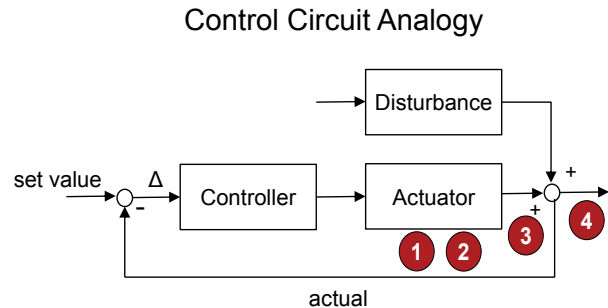 Control Circuit Analogy
Disturbance
+
set value
Δ
-
Controller
Actuator
+
1
2
3
4
actual